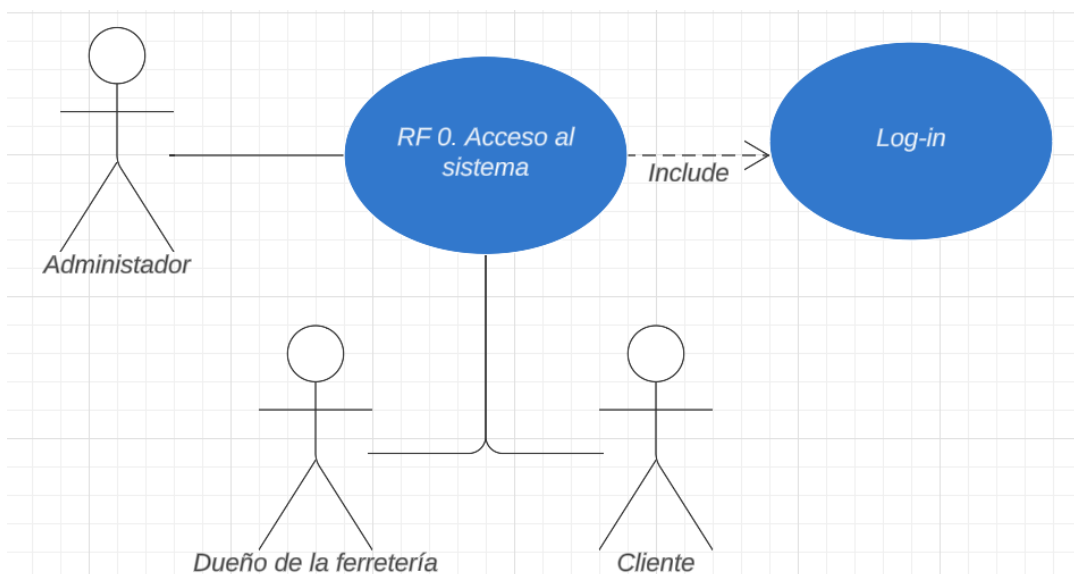 RF 0. Acceso al
sistema
Log-in
Include
Administador
Dueño de la ferretería
Cliente